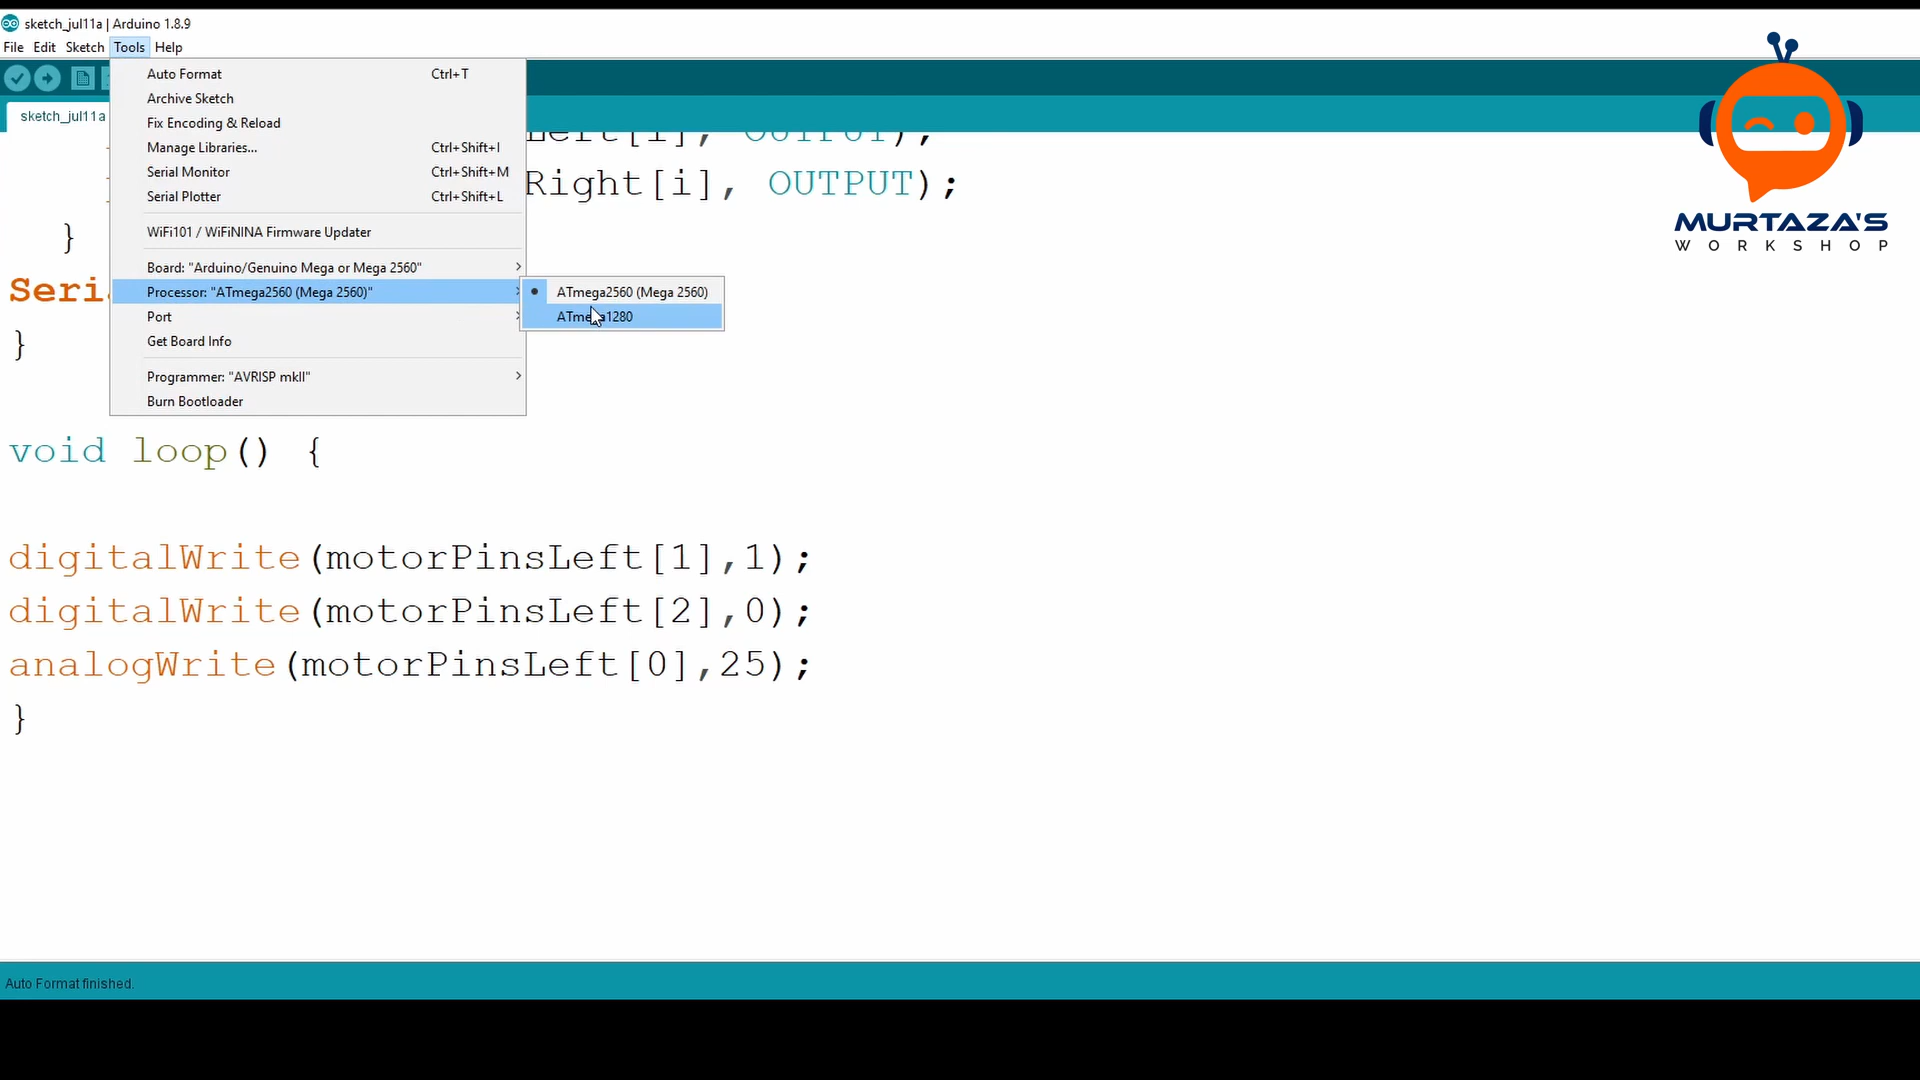 sketch_jul11a | Arduino 1.8.9
File Edit Sketch Tools Help
Auto Format Ctrl+T
Archive Sketch
Fix Encoding & Reload
Manage Libraries... Ctrl+Shift+I
Serial Monitor Ctrl+Shift+M
Serial Plotter Ctrl+Shift+L
WiFi101 / WiFiNINA Firmware Updater
Board: "Arduino/Genuino Mega or Mega 2560"
Processor: "ATmega2560 (Mega 2560)"
Port
Get Board Info
Programmer: "AVRISP mkII"
Burn Bootloader
ATmega2560 (Mega 2560)
ATmega1280
sketch_jul11a
Left[i], OUTPUT);
Right[i], OUTPUT);
}
Seri
}
void loop() {
digitalWrite(motorPinsLeft[1],1);
digitalWrite(motorPinsLeft[2],0);
analogWrite(motorPinsLeft[0],25);
}
Auto Format finished.
MURTAZA'S
WORKSHOP